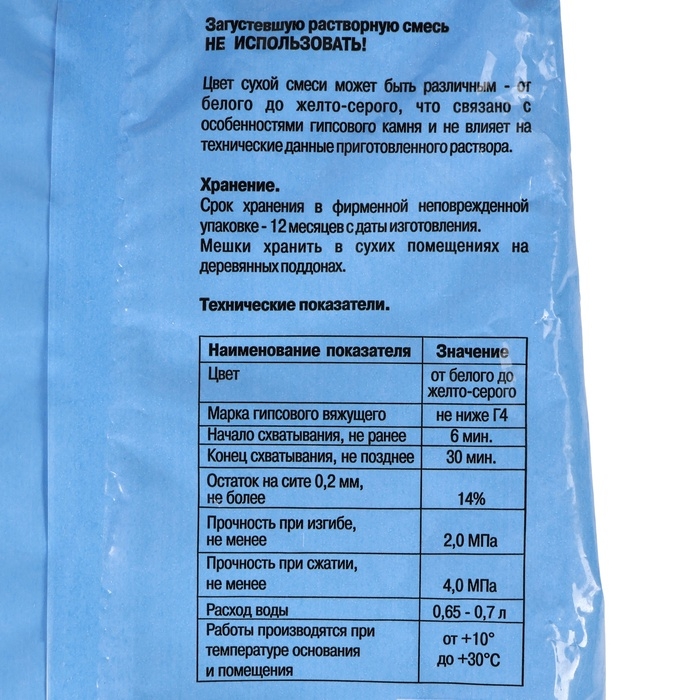 Загустевшую растворную смесь
НЕ ИСПОЛЬЗОВАТЬ!
Цвет сухой смеси может быть различным - от
белого до желто-серого, что связано с
особенностями гипсового камня и не влияет на
технические данные приготовленного раствора.
Хранение.
Срок хранения в фирменной неповрежденной
упаковке - 12 месяцев с даты изготовления.
Мешки хранить в сухих помещениях на
деревянных поддонах.
Технические показатели.
Наименование показателя Значение
Цвет от белого до
желто-серого
Марка гипсового вяжущего не ниже Г4
Начало схватывания, не ранее 6 мин.
Конец схватывания, не позднее 30 мин.
Остаток на сите 0,2 мм,
не более 14%
Прочность при изгибе,
не менее 2,0 МПа
Прочность при сжатии,
не менее 4,0 МПа
Расход воды 0,65 - 0,7 л
Работы производятся при
температуре основания
и помещения от +10°
до +30°С